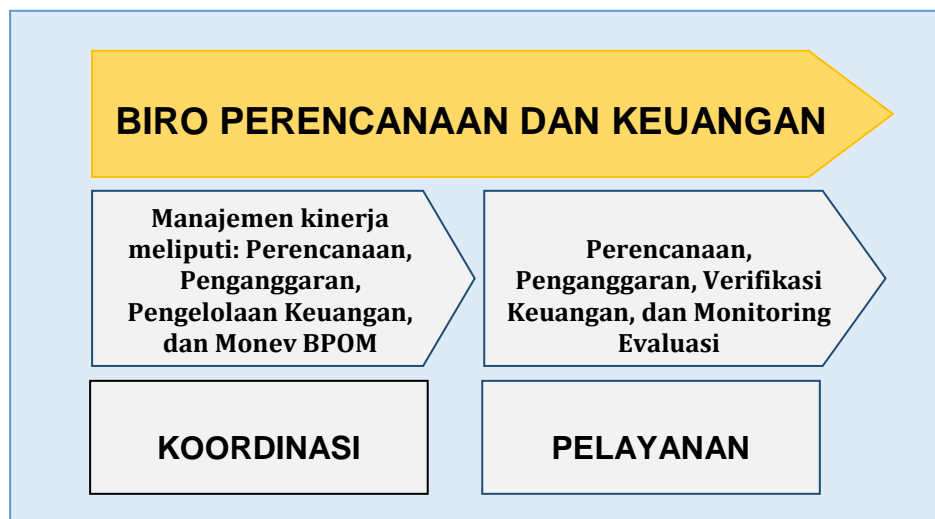 BIRO PERENCANAAN DAN KEUANGAN
Manajemen kinerja
meliputi: Perencanaan,
Penganggaran,
Pengelolaan Keuangan,
dan Monev BPOM
Perencanaan,
Penganggaran, Verifikasi
Keuangan, dan Monitoring
Evaluasi
KOORDINASI
PELAYANAN